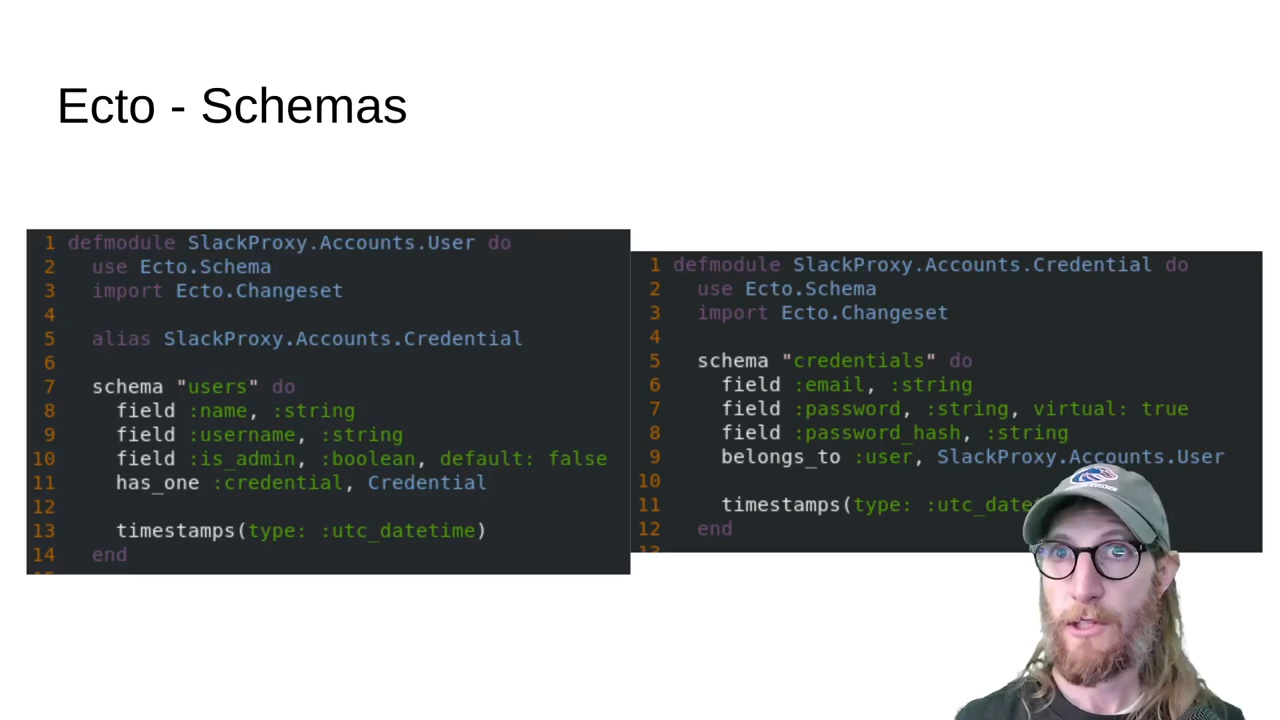 Ecto - Schemas
1 defmodule SlackProxy.Accounts.User do
2 use Ecto.Schema
3 import Ecto.Changeset
4
5 alias SlackProxy.Accounts.Credential
6
7 schema "users" do
8 field :name, :string
9 field :username, :string
10 field :is_admin, :boolean, default: false
11 has_one :credential, Credential
12
13 timestamps(type: :utc_datetime)
14 end
1 defmodule SlackProxy.Accounts.Credential do
2 use Ecto.Schema
3 import Ecto.Changeset
4
5 schema "credentials" do
6 field :email, :string
7 field :password, :string, virtual: true
8 field :password_hash, :string
9 belongs_to :user, SlackProxy.Accounts.User
10
11 timestamps(type: :utc_date
12 end
13